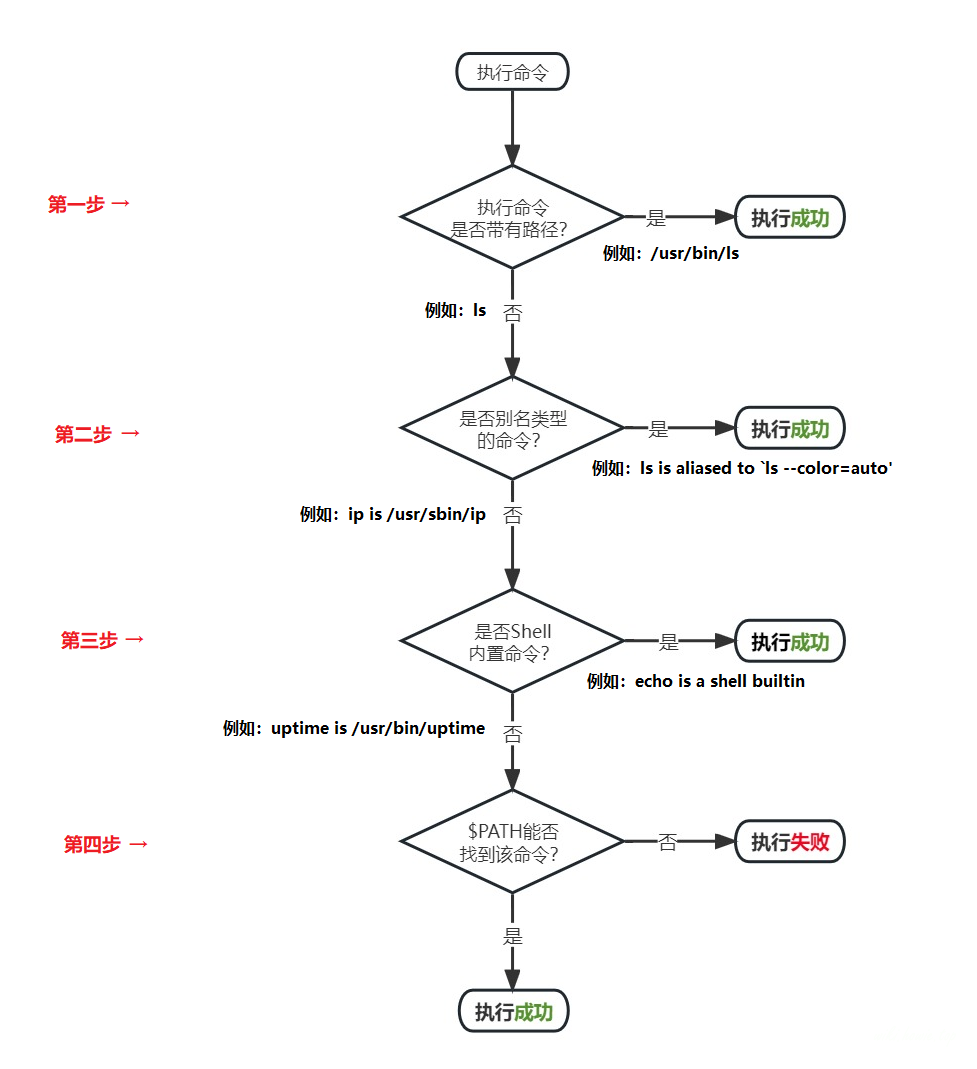 执行命令
第一步 →
执行命令
是否带有路径?
是
执行成功
例如：/usr/bin/ls
例如：ls
否
第二步 →
是否别名类型
的命令?
是
执行成功
例如：ls is aliased to `ls --color=auto'
例如：ip is /usr/sbin/ip
否
第三步 →
是否Shell
内置命令?
是
执行成功
例如：echo is a shell builtin
例如：uptime is /usr/bin/uptime
否
第四步 →
$PATH能否
找到该命令?
否
执行失败
是
执行成功